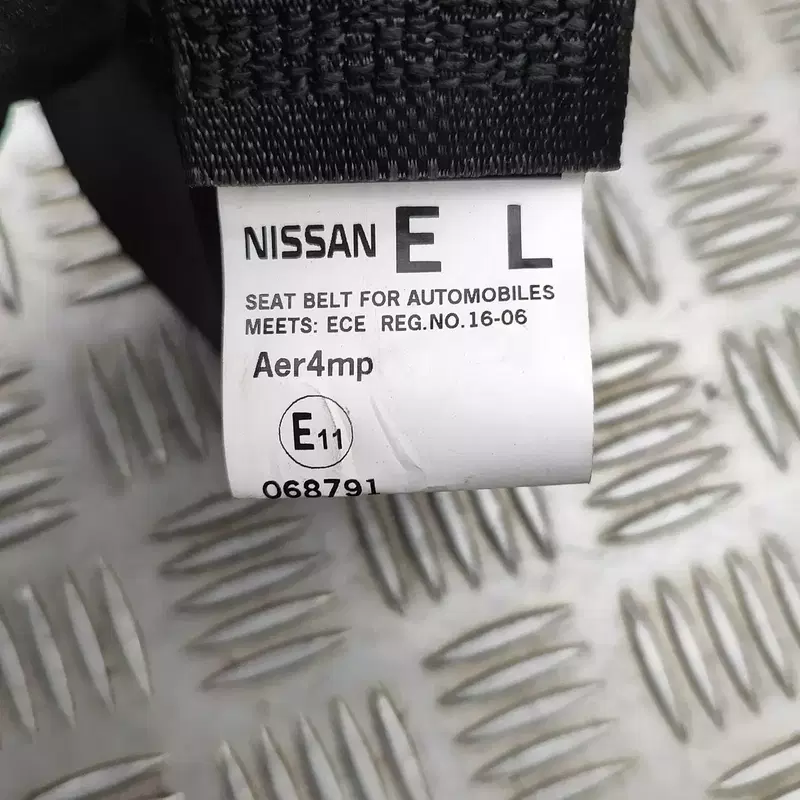 NISSAN E L
SEAT BELT FOR AUTOMOBILES
MEETS: ECE REG.NO.16-06
Aer4mp
E11
068791